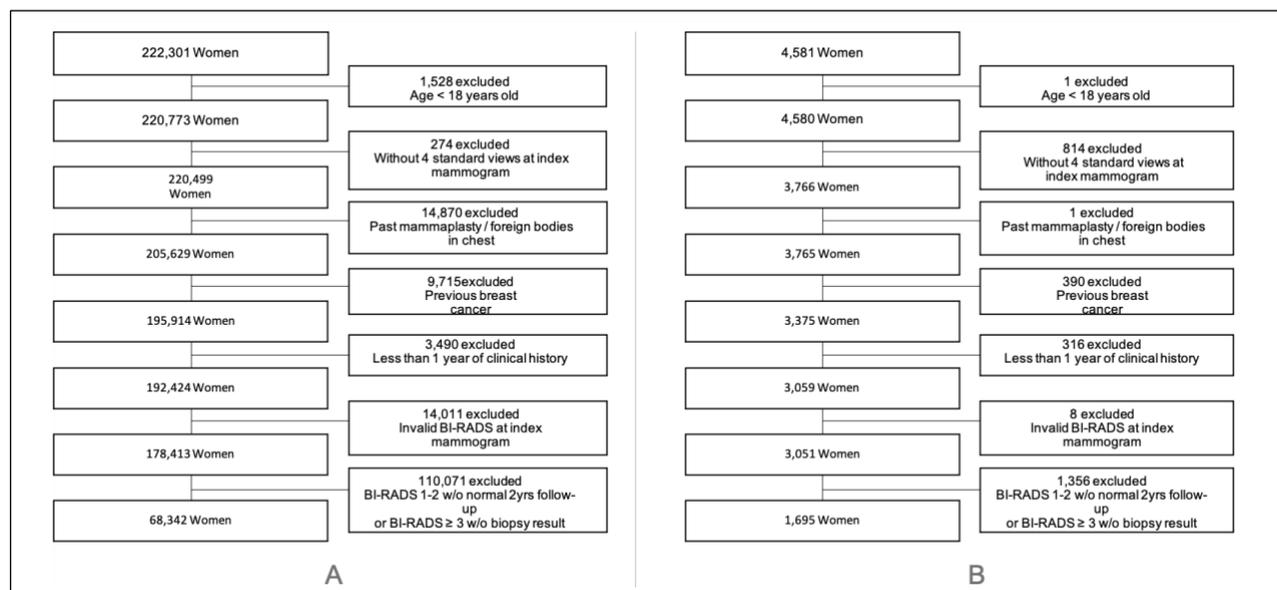 222,301 Women
1,528 excluded
Age < 18 years old
220,773 Women
274 excluded
Without 4 standard views at index
mammogram
220,499
Women
14,870 excluded
Past mammaplasty / foreign bodies
in chest
205,629 Women
9,715excluded
Previous breast
cancer
195,914 Women
3,490 excluded
Less than 1 year of clinical history
192,424 Women
14,011 excluded
Invalid BI-RADS at index
mammogram
178,413 Women
110,071 excluded
BI-RADS 1-2 w/o normal 2yrs follow-
up
or BI-RADS ≥ 3 w/o biopsy result
68,342 Women
A
4,581 Women
1 excluded
Age < 18 years old
4,580 Women
814 excluded
Without 4 standard views at
index mammogram
3,766 Women
1 excluded
Past mammaplasty / foreign bodies
in chest
3,765 Women
390 excluded
Previous breast
cancer
3,375 Women
316 excluded
Less than 1 year of clinical history
3,059 Women
8 excluded
Invalid BI-RADS at index
mammogram
3,051 Women
1,356 excluded
BI-RADS 1-2 w/o normal 2yrs follow-
up
or BI-RADS ≥ 3 w/o biopsy result
1,695 Women
B